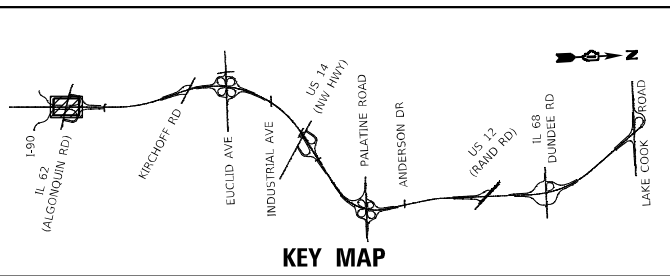 I-90
IL 62
(ALGONQUIN RD)
KIRCHOFF RD
EUCLID AVE
INDUSTRIAL AVE
US 14
(NW HWY)
PALATINE ROAD
ANDERSON DR
US 12
(RAND RD)
IL 68
DUNDEE RD
LAKE COOK ROAD
N
KEY MAP